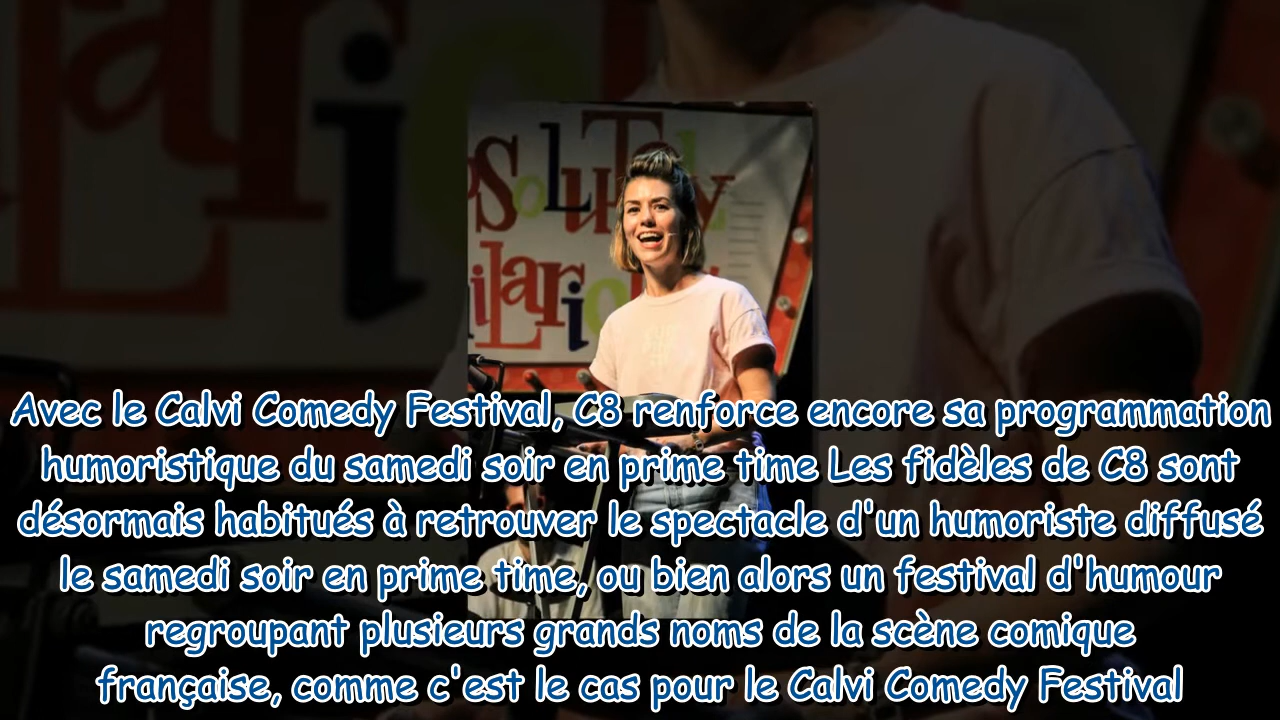 Absolutely
Hilario
Avec le Calvi Comedy Festival, C8 renforce encore sa programmation
humoristique du samedi soir en prime time Les fidèles de C8 sont
désormais habitués à retrouver le spectacle d'un humoriste diffusé
le samedi soir en prime time, ou bien alors un festival d'humour
regroupant plusieurs grands noms de la scène comique
française, comme c'est le cas pour le Calvi Comedy Festival